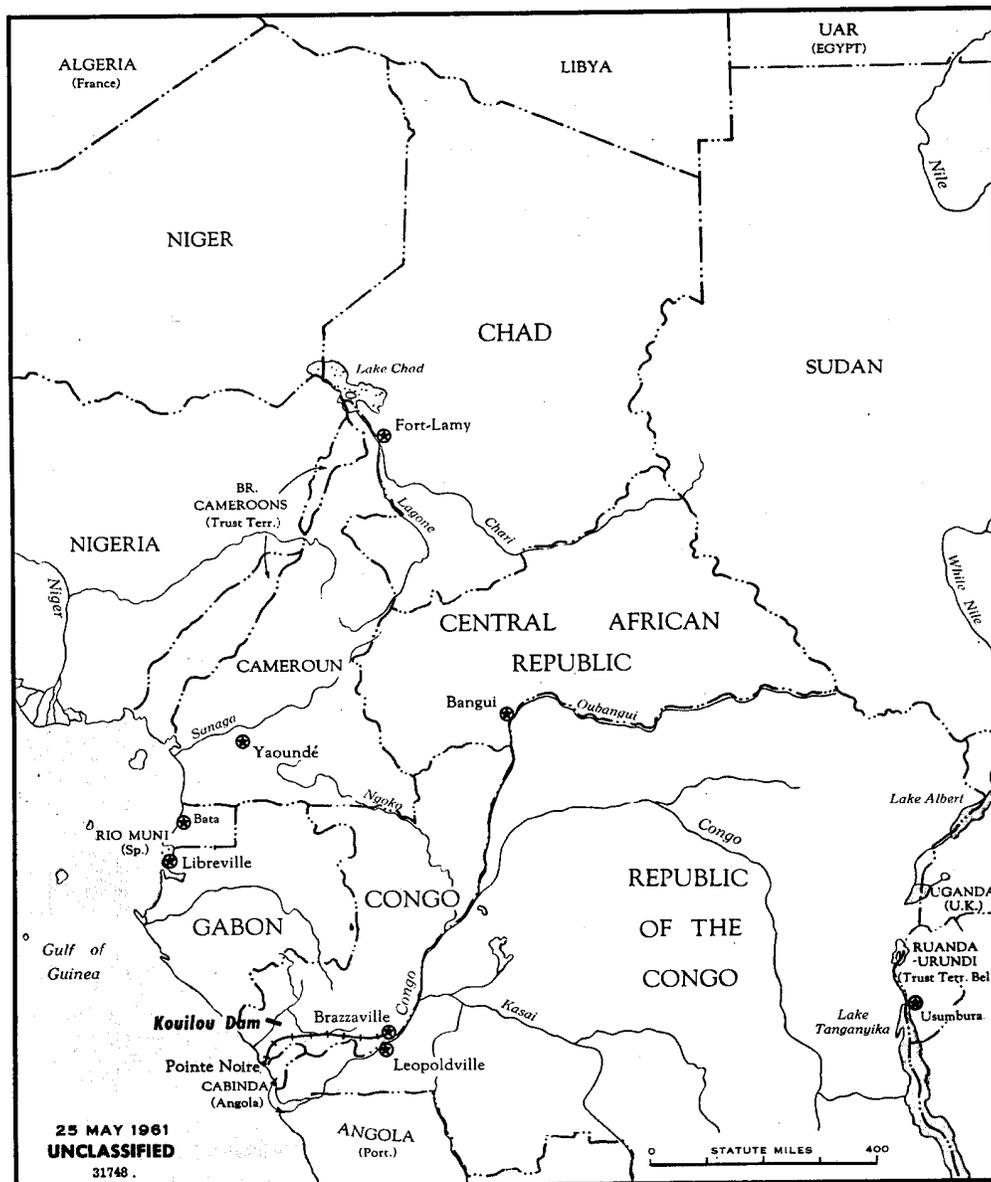 UAR
(EGYPT)
ALGERIA
(France)
LIBYA
Nile
NIGER
CHAD
SUDAN
Lake Chad
Fort-Lamy
BR.
CAMEROONS
(Trust Terr.)
Lagone
Chari
NIGERIA
Niger
White Nile
CENTRAL AFRICAN
REPUBLIC
CAMEROUN
Bangui
Oubangui
Sanaga
Yaoundé
Ngoko
Lake Albert
Bata
RIO MUNI
(Sp.)
Congo
Libreville
REPUBLIC
OF THE
CONGO
UGANDA
(U.K.)
CONGO
GABON
Gulf of
Guinea
RUANDA
-URUNDI
(Trust Terr. Bel
Congo
Kasai
Usumbura
Lake
Tanganyika
Kouilou Dam
Brazzaville
Pointe Noire
Leopoldville
CABINDA
(Angola)
ANGOLA
(Port.)
25 MAY 1961
UNCLASSIFIED
31748 .
0 STATUTE MILES 400